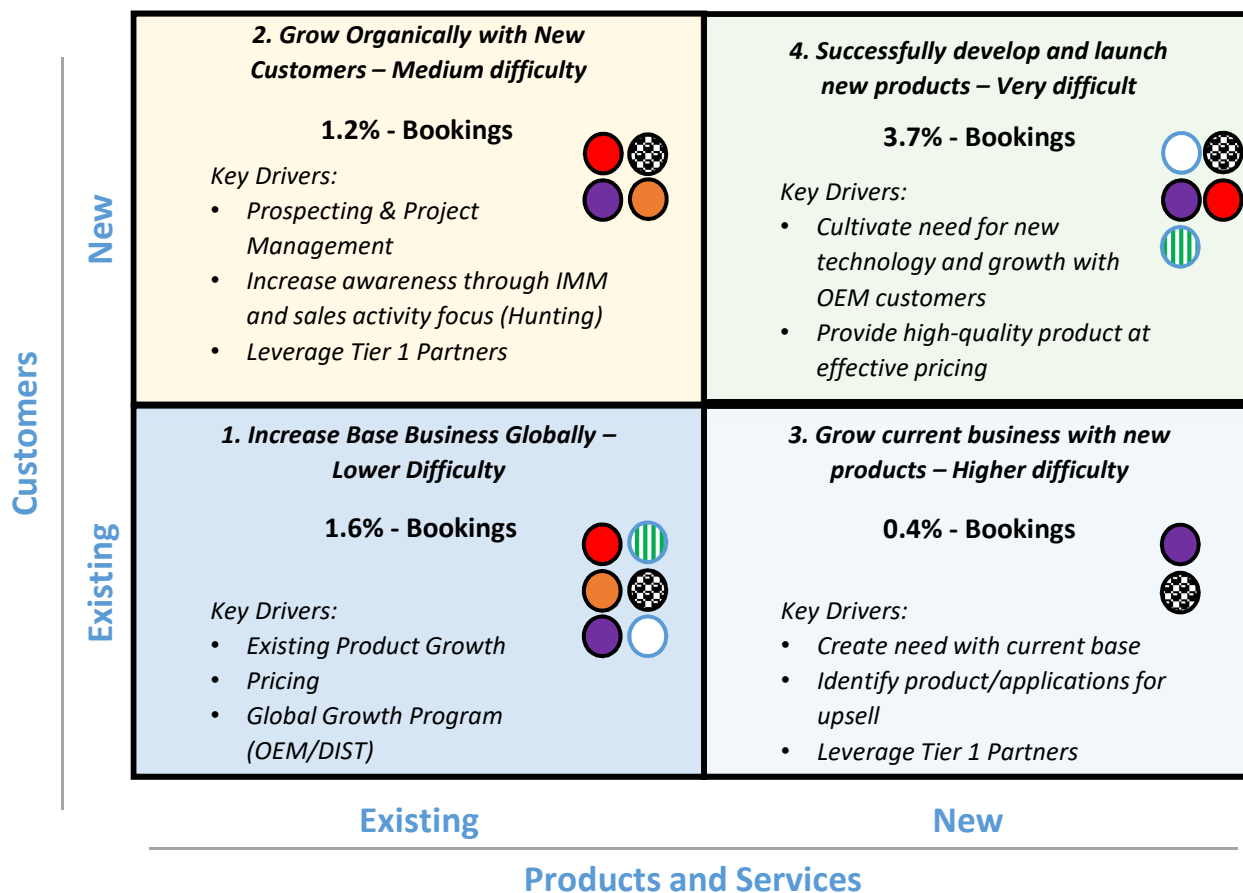 2. Grow Organically with New
Customers – Medium difficulty
1.2% - Bookings
Key Drivers:
• Prospecting & Project
Management
• Increase awareness through IMM
and sales activity focus (Hunting)
• Leverage Tier 1 Partners
4. Successfully develop and launch
new products – Very difficult
3.7% - Bookings
Key Drivers:
• Cultivate need for new
technology and growth with
OEM customers
• Provide high-quality product at
effective pricing
New
Customers
Existing
1. Increase Base Business Globally –
Lower Difficulty
1.6% - Bookings
Key Drivers:
• Existing Product Growth
• Pricing
• Global Growth Program
(OEM/DIST)
3. Grow current business with new
products – Higher difficulty
0.4% - Bookings
Key Drivers:
• Create need with current base
• Identify product/applications for
upsell
• Leverage Tier 1 Partners
Existing
New
Products and Services